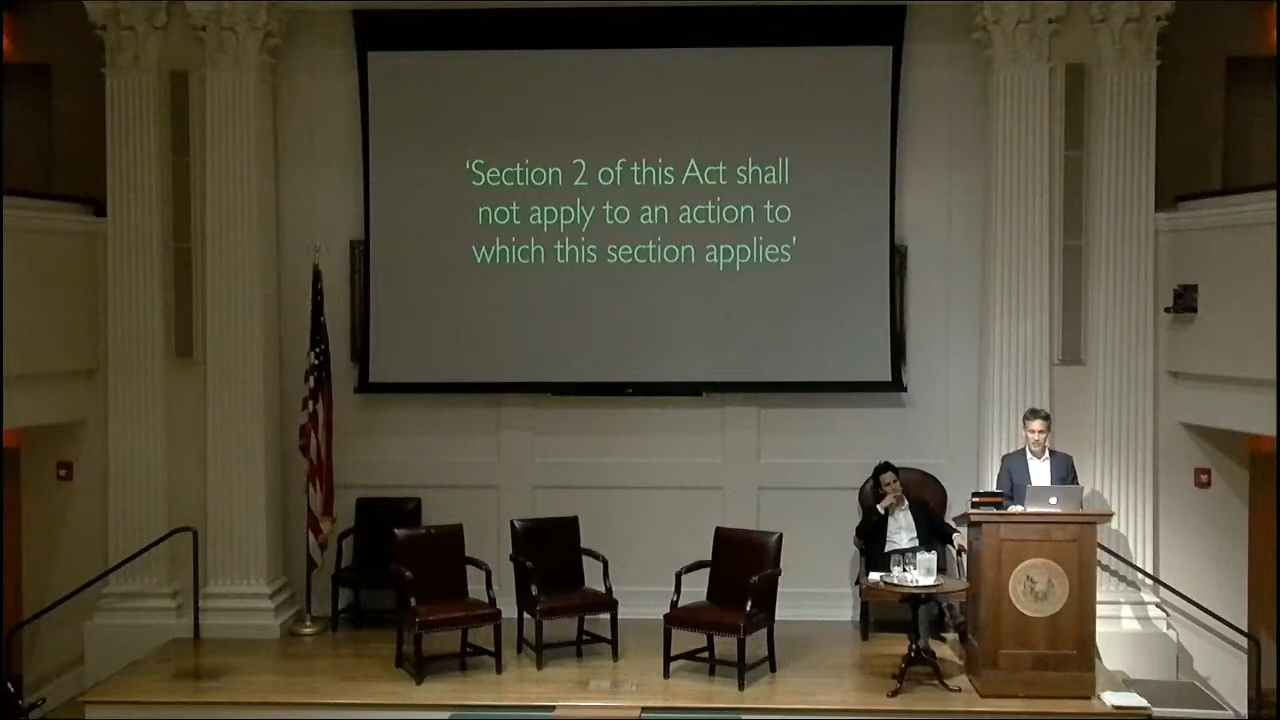 ‘Section 2 of this Act shall
not apply to an action to
which this section applies’